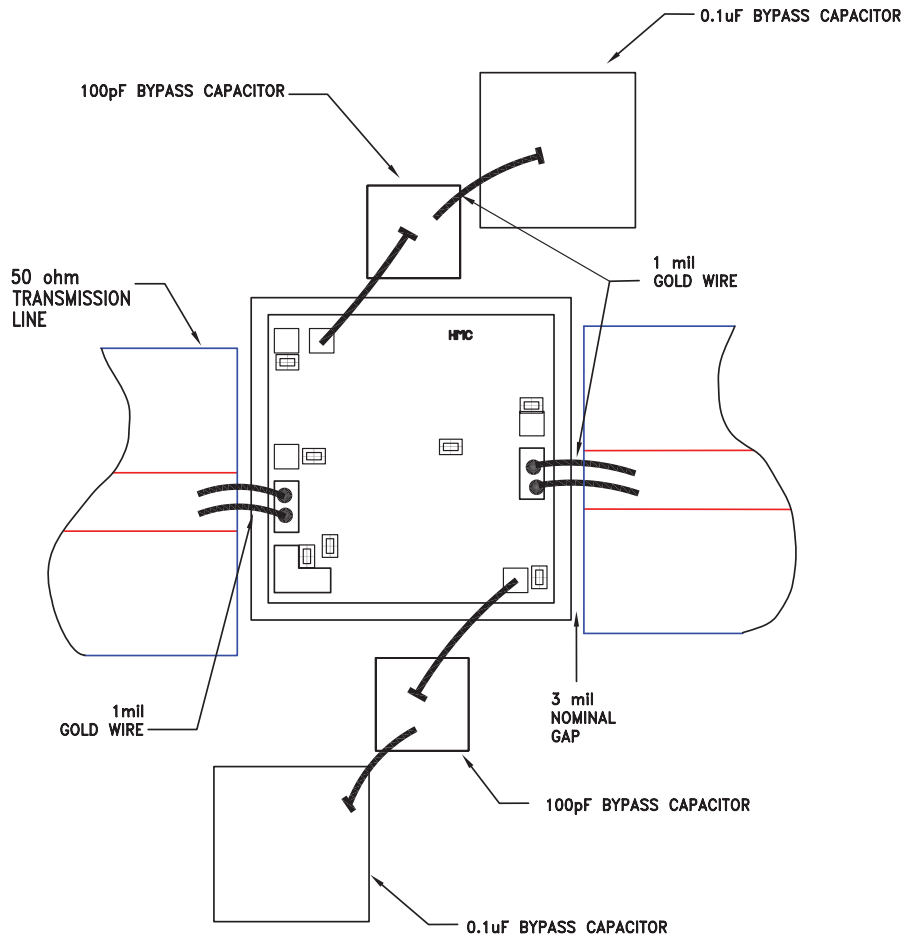 0.1uF BYPASS CAPACITOR
100pF BYPASS CAPACITOR
50 ohm
TRANSMISSION
LINE
1 mil
GOLD WIRE
HMC
1mil
GOLD WIRE
3 mil
NOMINAL
GAP
100pF BYPASS CAPACITOR
0.1uF BYPASS CAPACITOR